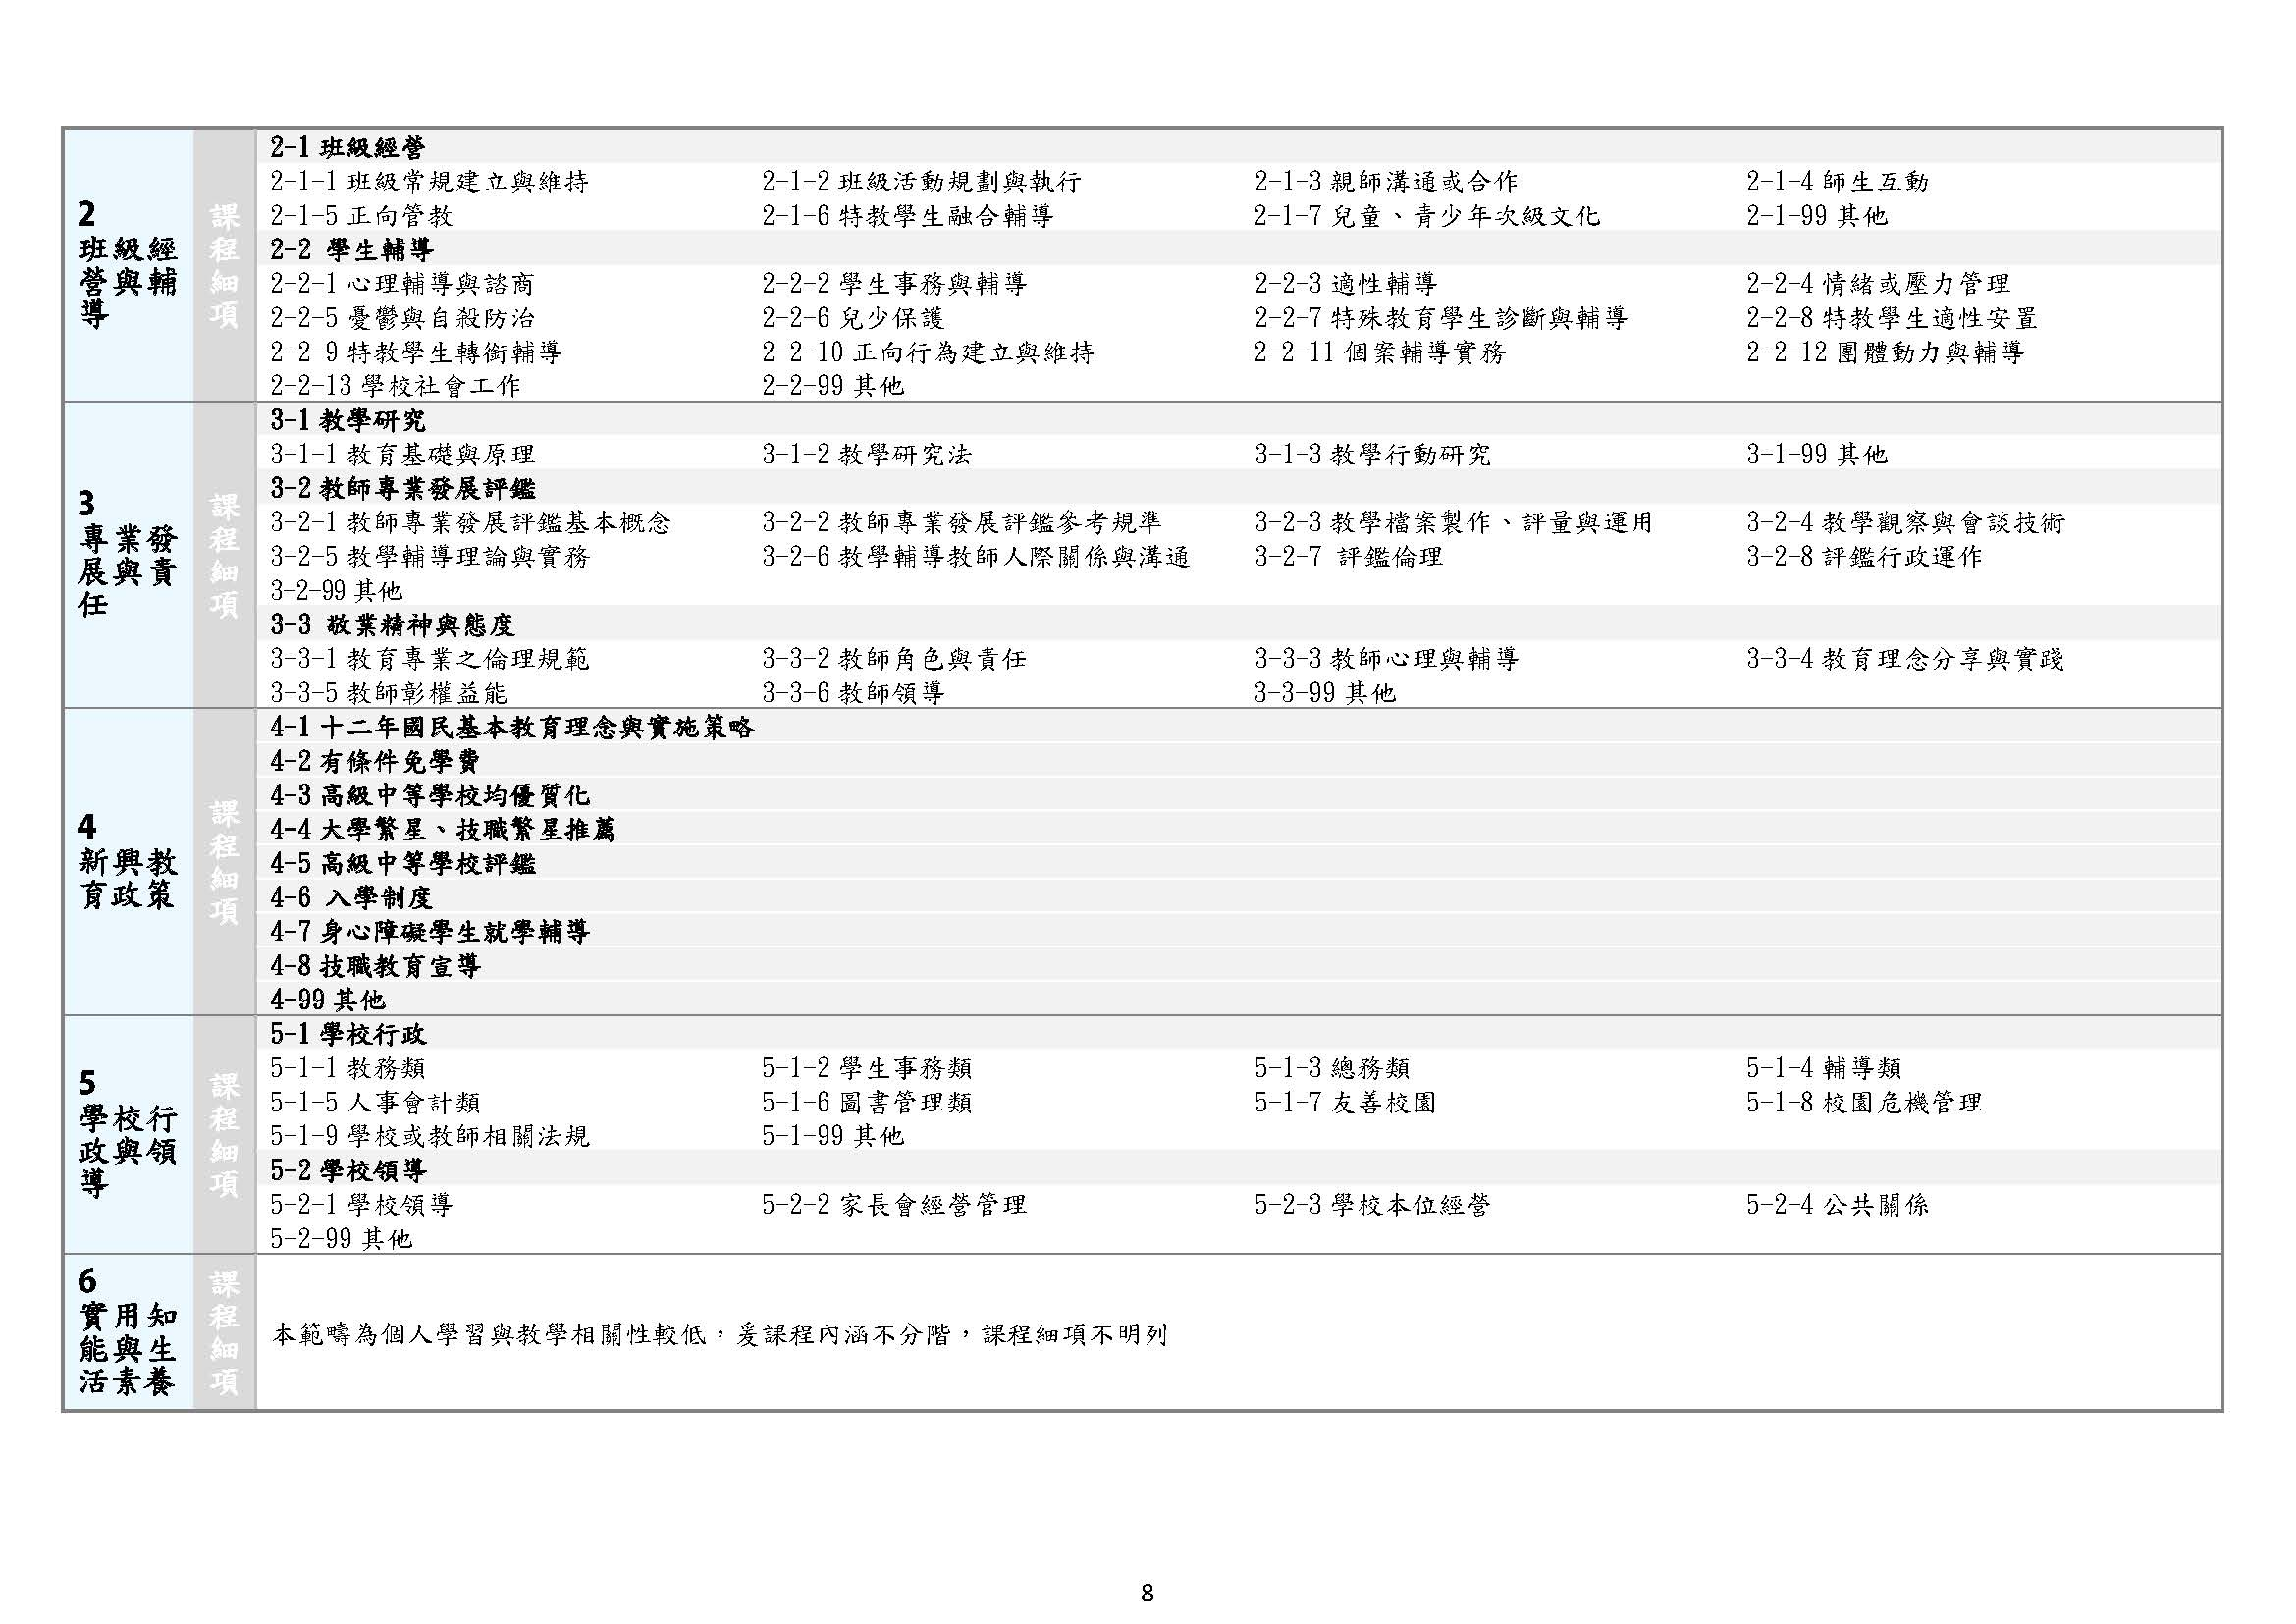 2
班級經
營與輔
導
課
程
細
項
2-1 班級經營
2-1-1 班級常規建立與維持 2-1-2 班級活動規劃與執行 2-1-3 親師溝通或合作 2-1-4 師生互動
2-1-5 正向管教 2-1-6 特教學生融合輔導 2-1-7 兒童、青少年次級文化 2-1-99 其他
2-2 學生輔導
2-2-1 心理輔導與諮商 2-2-2 學生事務與輔導 2-2-3 適性輔導 2-2-4 情緒或壓力管理
2-2-5 憂鬱與自殺防治 2-2-6 兒少保護 2-2-7 特殊教育學生診斷與輔導 2-2-8 特教學生適性安置
2-2-9 特教學生轉銜輔導 2-2-10 正向行為建立與維持 2-2-11 個案輔導實務 2-2-12 團體動力與輔導
2-2-13 學校社會工作 2-2-99 其他
3
專業發
展與責
任
課
程
細
項
3-1 教學研究
3-1-1 教育基礎與原理 3-1-2 教學研究法 3-1-3 教學行動研究 3-1-99 其他
3-2 教師專業發展評鑑
3-2-1 教師專業發展評鑑基本概念 3-2-2 教師專業發展評鑑參考規準 3-2-3 教學檔案製作、評量與運用 3-2-4 教學觀察與會談技術
3-2-5 教學輔導理論與實務 3-2-6 教學輔導教師人際關係與溝通 3-2-7 評鑑倫理 3-2-8 評鑑行政運作
3-2-99 其他
3-3 敬業精神與態度
3-3-1 教育專業之倫理規範 3-3-2 教師角色與責任 3-3-3 教師心理與輔導 3-3-4 教育理念分享與實踐
3-3-5 教師彰權益能 3-3-6 教師領導 3-3-99 其他
4
新興教
育政策
課
程
細
項
4-1 十二年國民基本教育理念與實施策略
4-2 有條件免學費
4-3 高級中等學校均優質化
4-4 大學繁星、技職繁星推薦
4-5 高級中等學校評鑑
4-6 入學制度
4-7 身心障礙學生就學輔導
4-8 技職教育宣導
4-99 其他
5
學校行
政與領
導
課
程
細
項
5-1 學校行政
5-1-1 教務類 5-1-2 學生事務類 5-1-3 總務類 5-1-4 輔導類
5-1-5 人事會計類 5-1-6 圖書管理類 5-1-7 友善校園 5-1-8 校園危機管理
5-1-9 學校或教師相關法規 5-1-99 其他
5-2 學校領導
5-2-1 學校領導 5-2-2 家長會經營管理 5-2-3 學校本位經營 5-2-4 公共關係
5-2-99 其他
6
實用知
能與生
活素養
課
程
細
項
本範疇為個人學習與教學相關性較低，爰課程內涵不分階，課程細項不明列
8